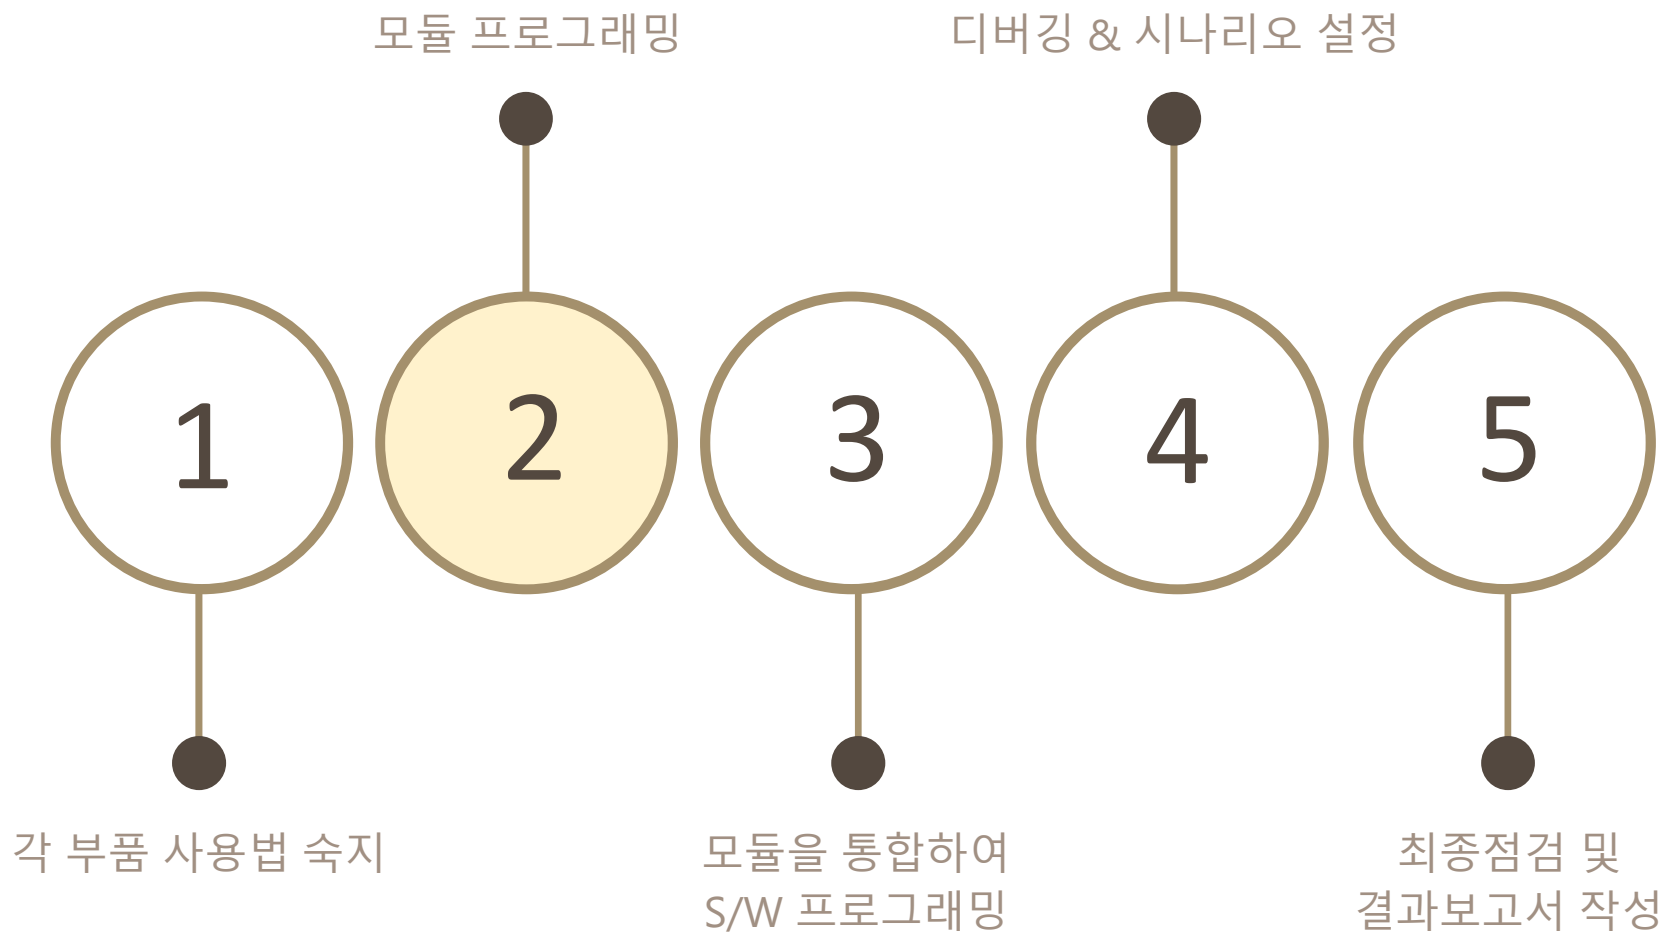 모듈 프로그래밍
디버깅 & 시나리오 설정
1
2
3
4
5
각 부품 사용법 숙지
모듈을 통합하여
S/W 프로그래밍
최종점검 및
결과보고서 작성